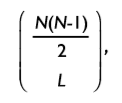 ( N(N-1)
2
L ) ,